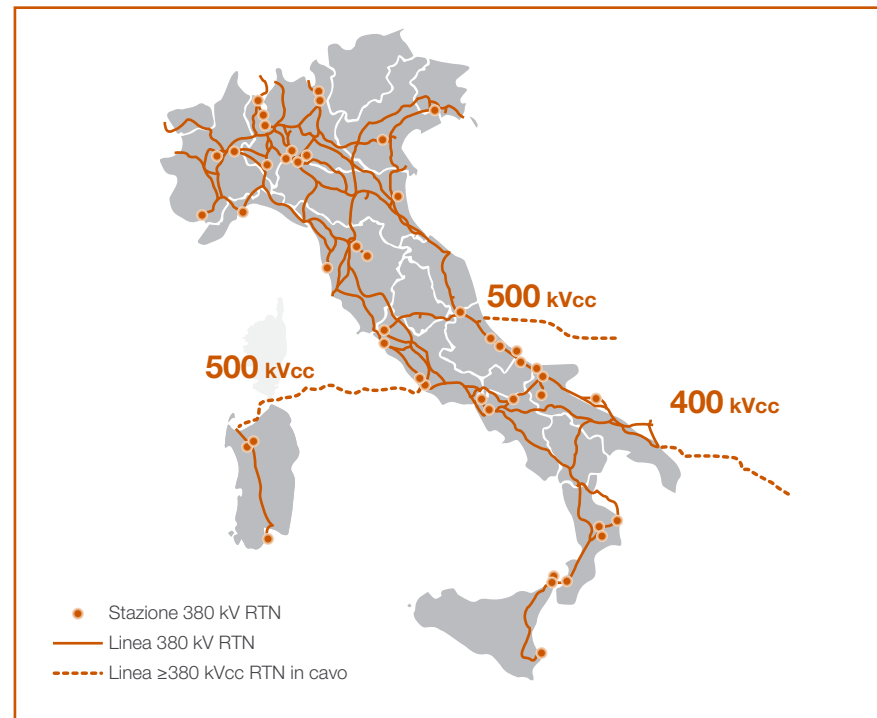 500 kVcc
500 kVcc
400 kVcc
Stazione 380 kV RTN
Linea 380 kV RTN
Linea ≥380 kVcc RTN in cavo